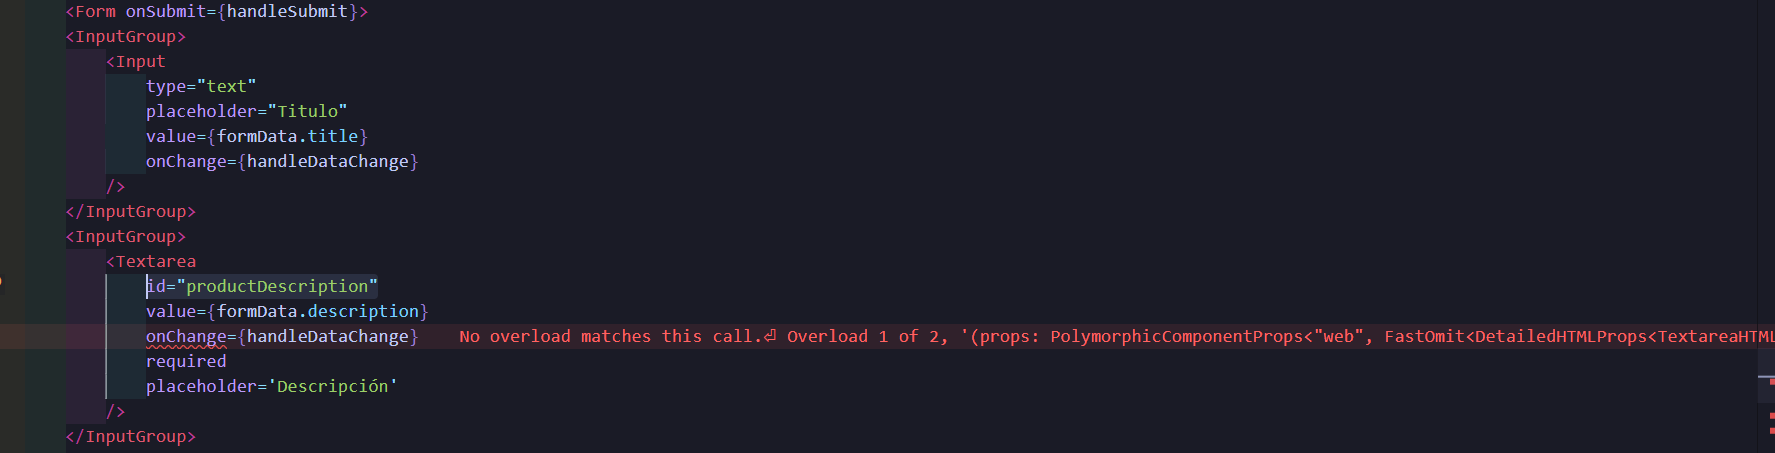 <Form onSubmit={handleSubmit}>
<InputGroup>
<Input
type="text"
placeholder="Titulo"
value={formData.title}
onChange={handleDataChange}
/>
</InputGroup>
<InputGroup>
<Textarea
id="productDescription"
value={formData.description}
onChange={handleDataChange} No overload matches this call.⏎ Overload 1 of 2, '(props: PolymorphicComponentProps<"web", FastOmit<DetailedHTMLProps<TextareaHTML
required
placeholder='Descripción'
/>
</InputGroup>